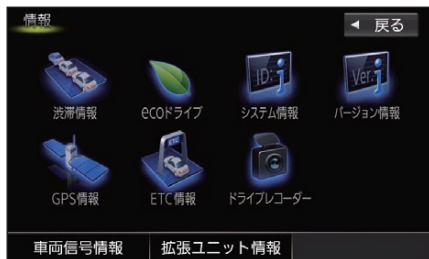 情報
◄ 戻る
渋滞情報
ecoドライブ
システム情報
バージョン情報
ID: i
Ver. i
GPS情報
ETC
ETC情報
ドライブレコーダー
車両信号情報
拡張ユニット情報